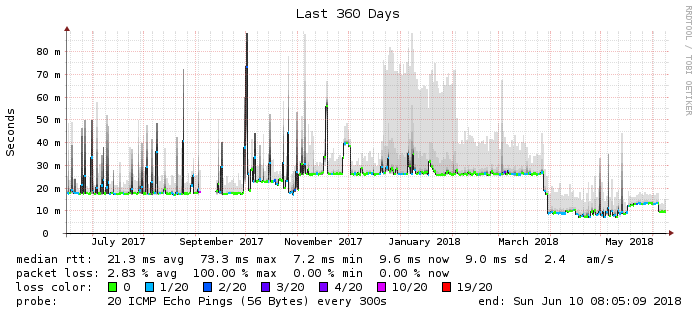 Last 360 Days
RRDTOOL / TOBI OETIKER
Seconds
80 m
70 m
60 m
50 m
40 m
30 m
20 m
10 m
0
July 2017 September 2017 November 2017 January 2018 March 2018 May 2018
median rtt: 21.3 ms avg 73.3 ms max 7.2 ms min 9.6 ms now 9.0 ms sd 2.4 am/s
packet loss: 2.83 % avg 100.00 % max 0.00 % min 0.00 % now
loss color: 0 1/20 2/20 3/20 4/20 10/20 19/20
probe: 20 ICMP Echo Pings (56 Bytes) every 300s end: Sun Jun 10 08:05:09 2018